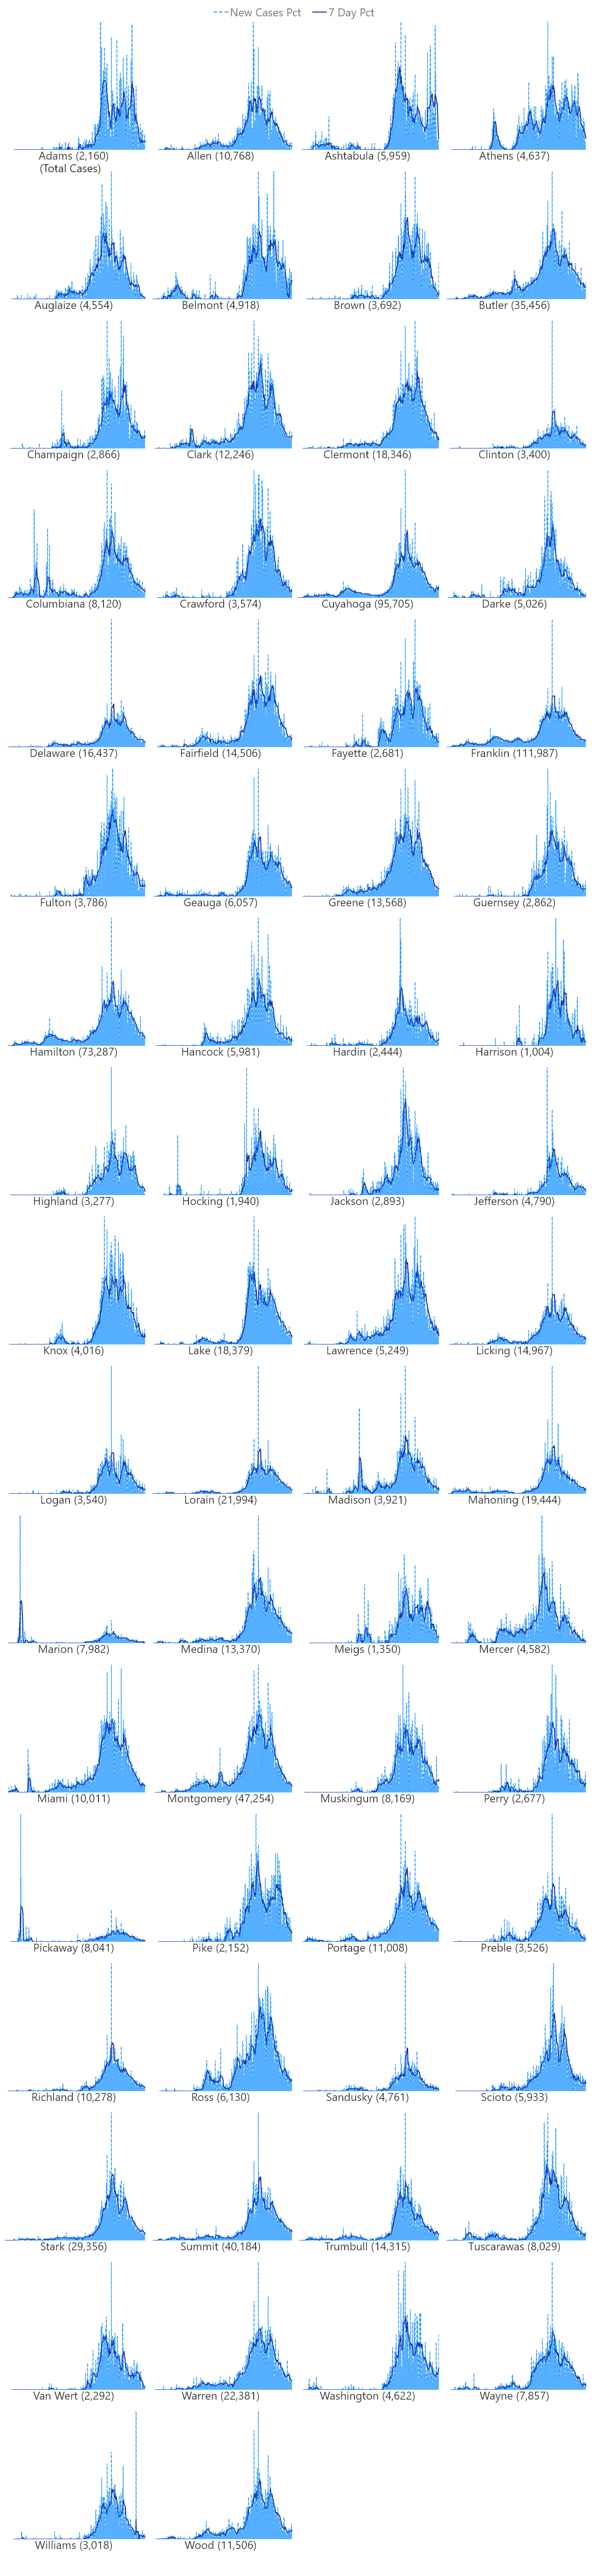 New Cases Pct 7 Day Pct
Adams (2,160) Allen (10,768) Ashtabula (5,959) Athens (4,637)
(Total Cases)
Auglaize (4,554) Belmont (4,918) Brown (3,692) Butler (35,456)
Champaign (2,866) Clark (12,246) Clermont (18,346) Clinton (3,400)
Columbiana (8,120) Crawford (3,574) Cuyahoga (95,705) Darke (5,026)
Delaware (16,437) Fairfield (14,506) Fayette (2,681) Franklin (111,987)
Fulton (3,786) Geauga (6,057) Greene (13,568) Guernsey (2,862)
Hamilton (73,287) Hancock (5,981) Hardin (2,444) Harrison (1,004)
Highland (3,277) Hocking (1,940) Jackson (2,893) Jefferson (4,790)
Knox (4,016) Lake (18,379) Lawrence (5,249) Licking (14,967)
Logan (3,540) Lorain (21,994) Madison (3,921) Mahoning (19,444)
Marion (7,982) Medina (13,370) Meigs (1,350) Mercer (4,582)
Miami (10,011) Montgomery (47,254) Muskingum (8,169) Perry (2,677)
Pickaway (8,041) Pike (2,152) Portage (11,008) Preble (3,526)
Richland (10,278) Ross (6,130) Sandusky (4,761) Scioto (5,933)
Stark (29,356) Summit (40,184) Trumbull (14,315) Tuscarawas (8,029)
Van Wert (2,292) Warren (22,381) Washington (4,622) Wayne (7,857)
Williams (3,018) Wood (11,506)